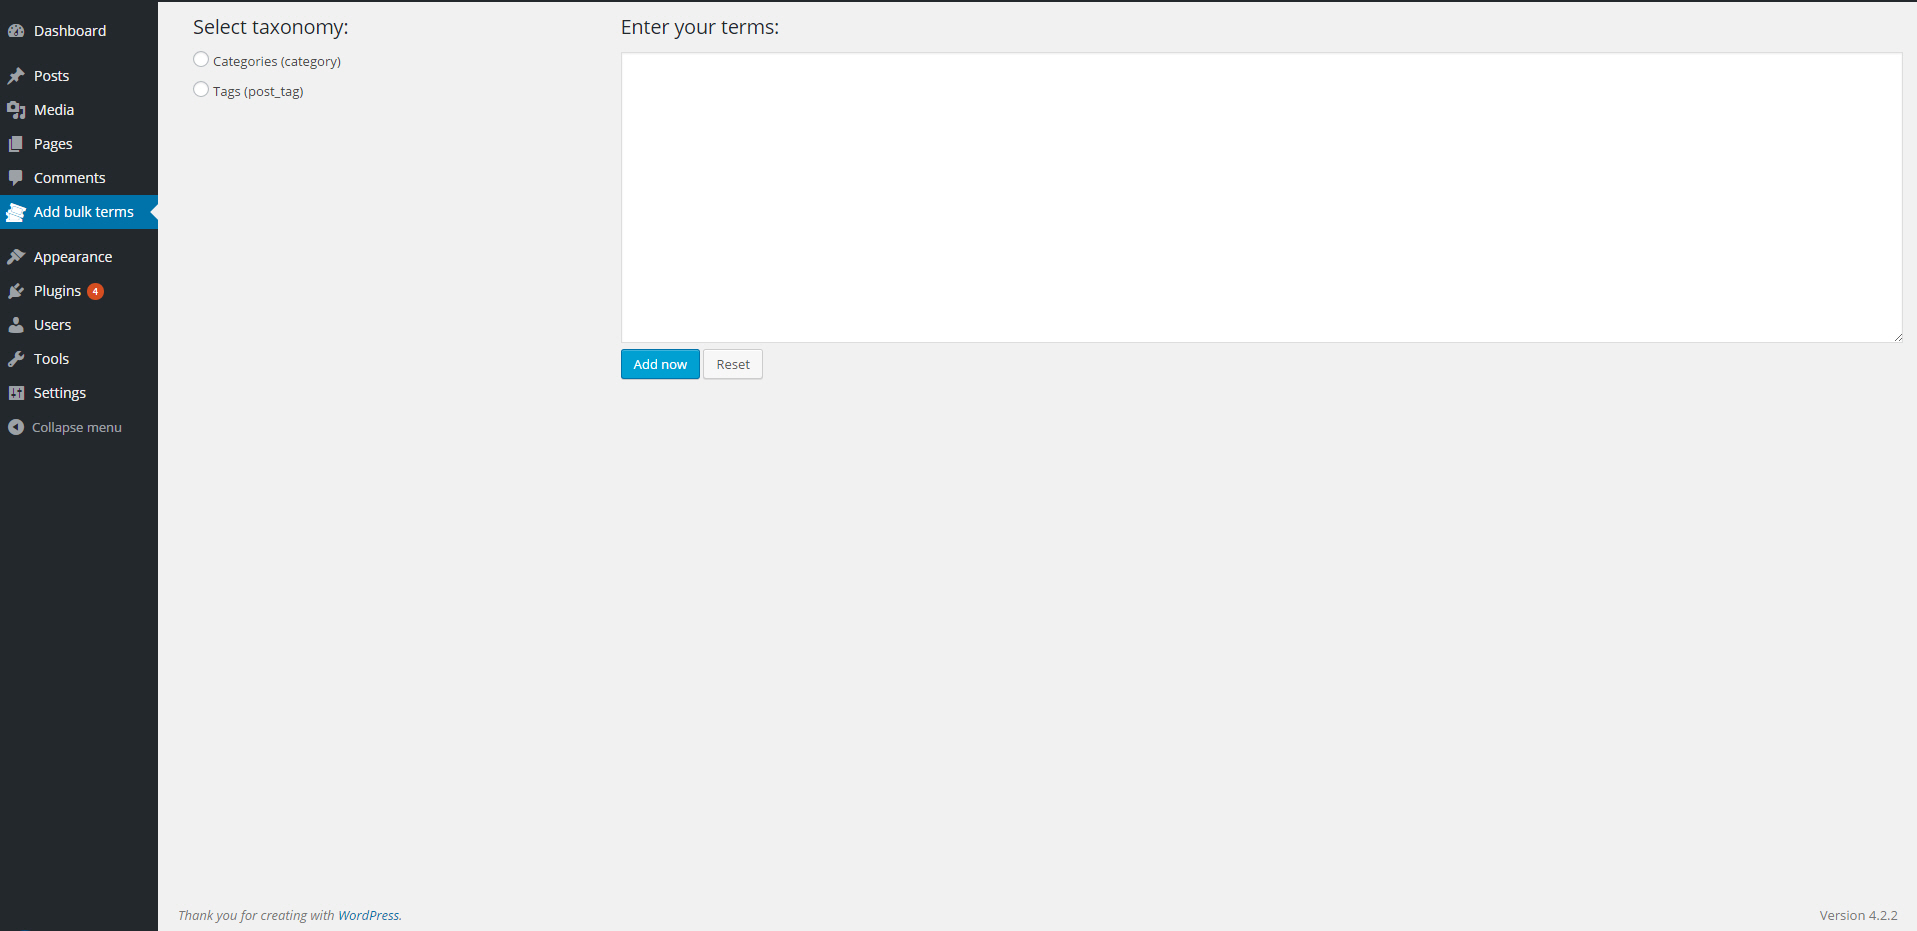 Dashboard
Posts
Media
Pages
Comments
Add bulk terms
Appearance
Plugins 4
Users
Tools
Settings
Collapse menu
Select taxonomy:
Categories (category)
Tags (post_tag)
Enter your terms:
Add now Reset
Thank you for creating with WordPress.
Version 4.2.2